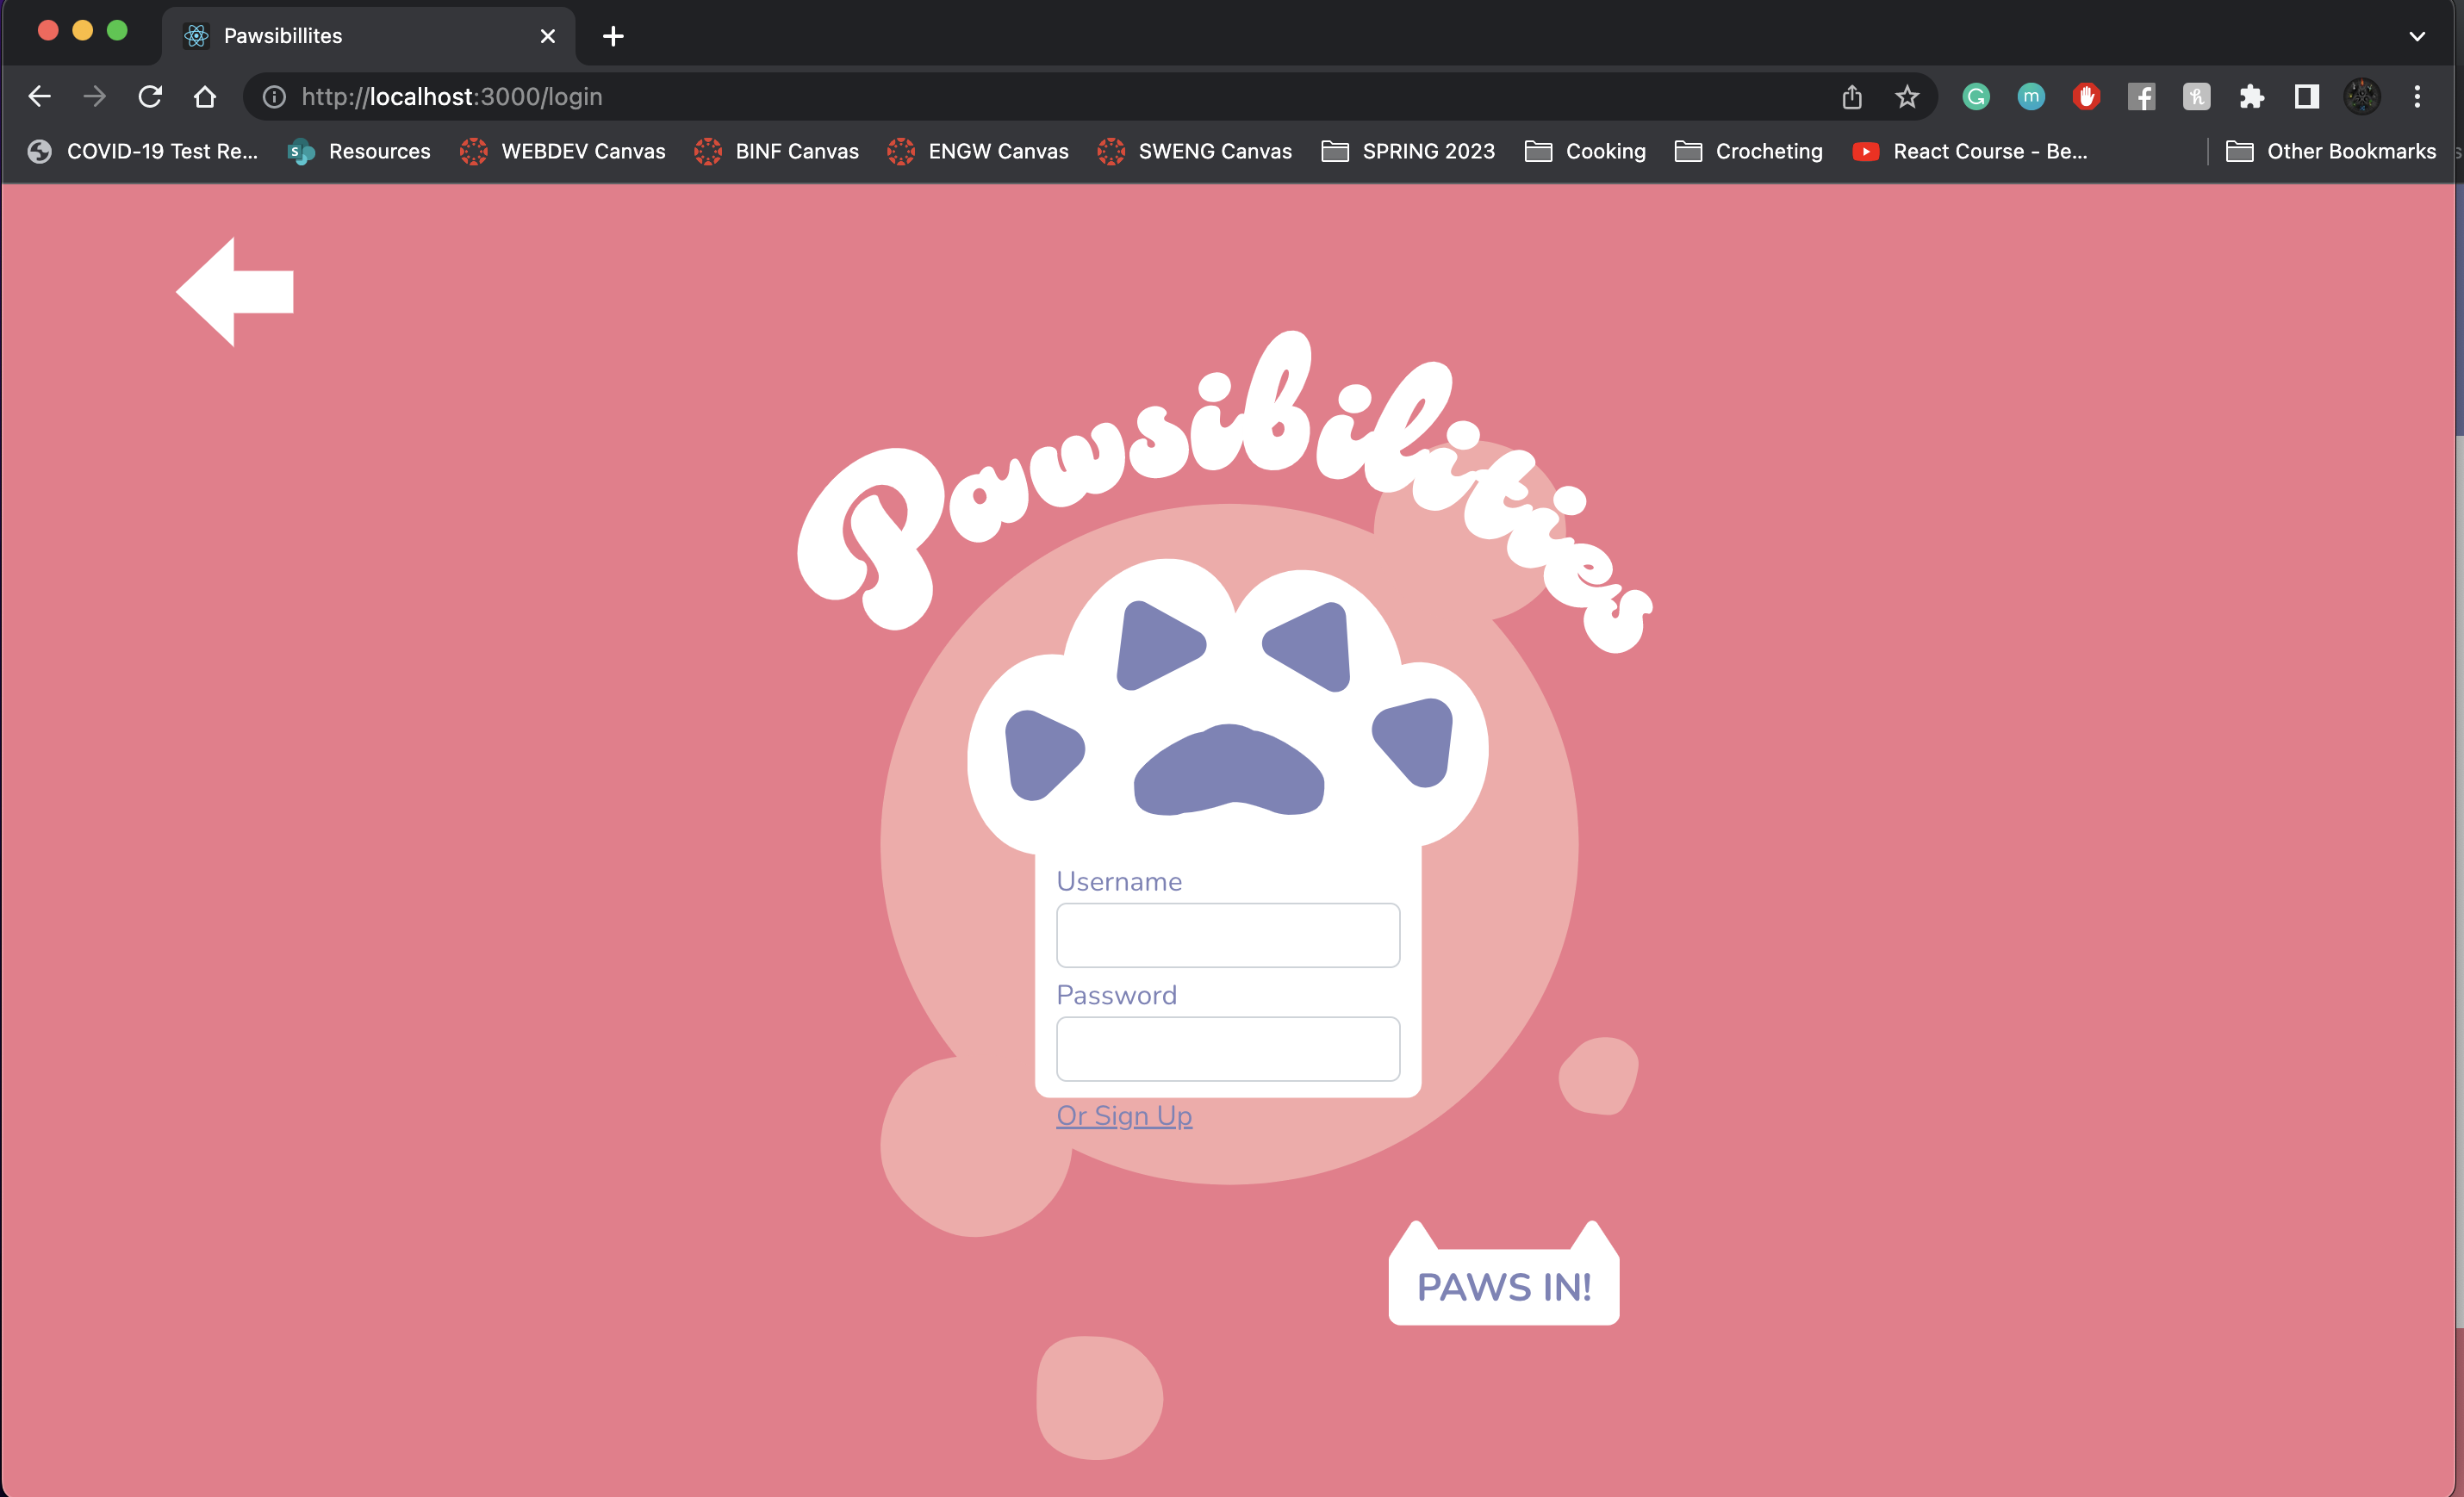 Pawsibillites
http://localhost:3000/login
COVID-19 Test Re...
Resources
WEBDEV Canvas
BINF Canvas
ENGW Canvas
SWENG Canvas
SPRING 2023
Cooking
Crocheting
React Course - Be...
Other Bookmarks
Pawsibilities
Username
Password
Or Sign Up
PAWS IN!